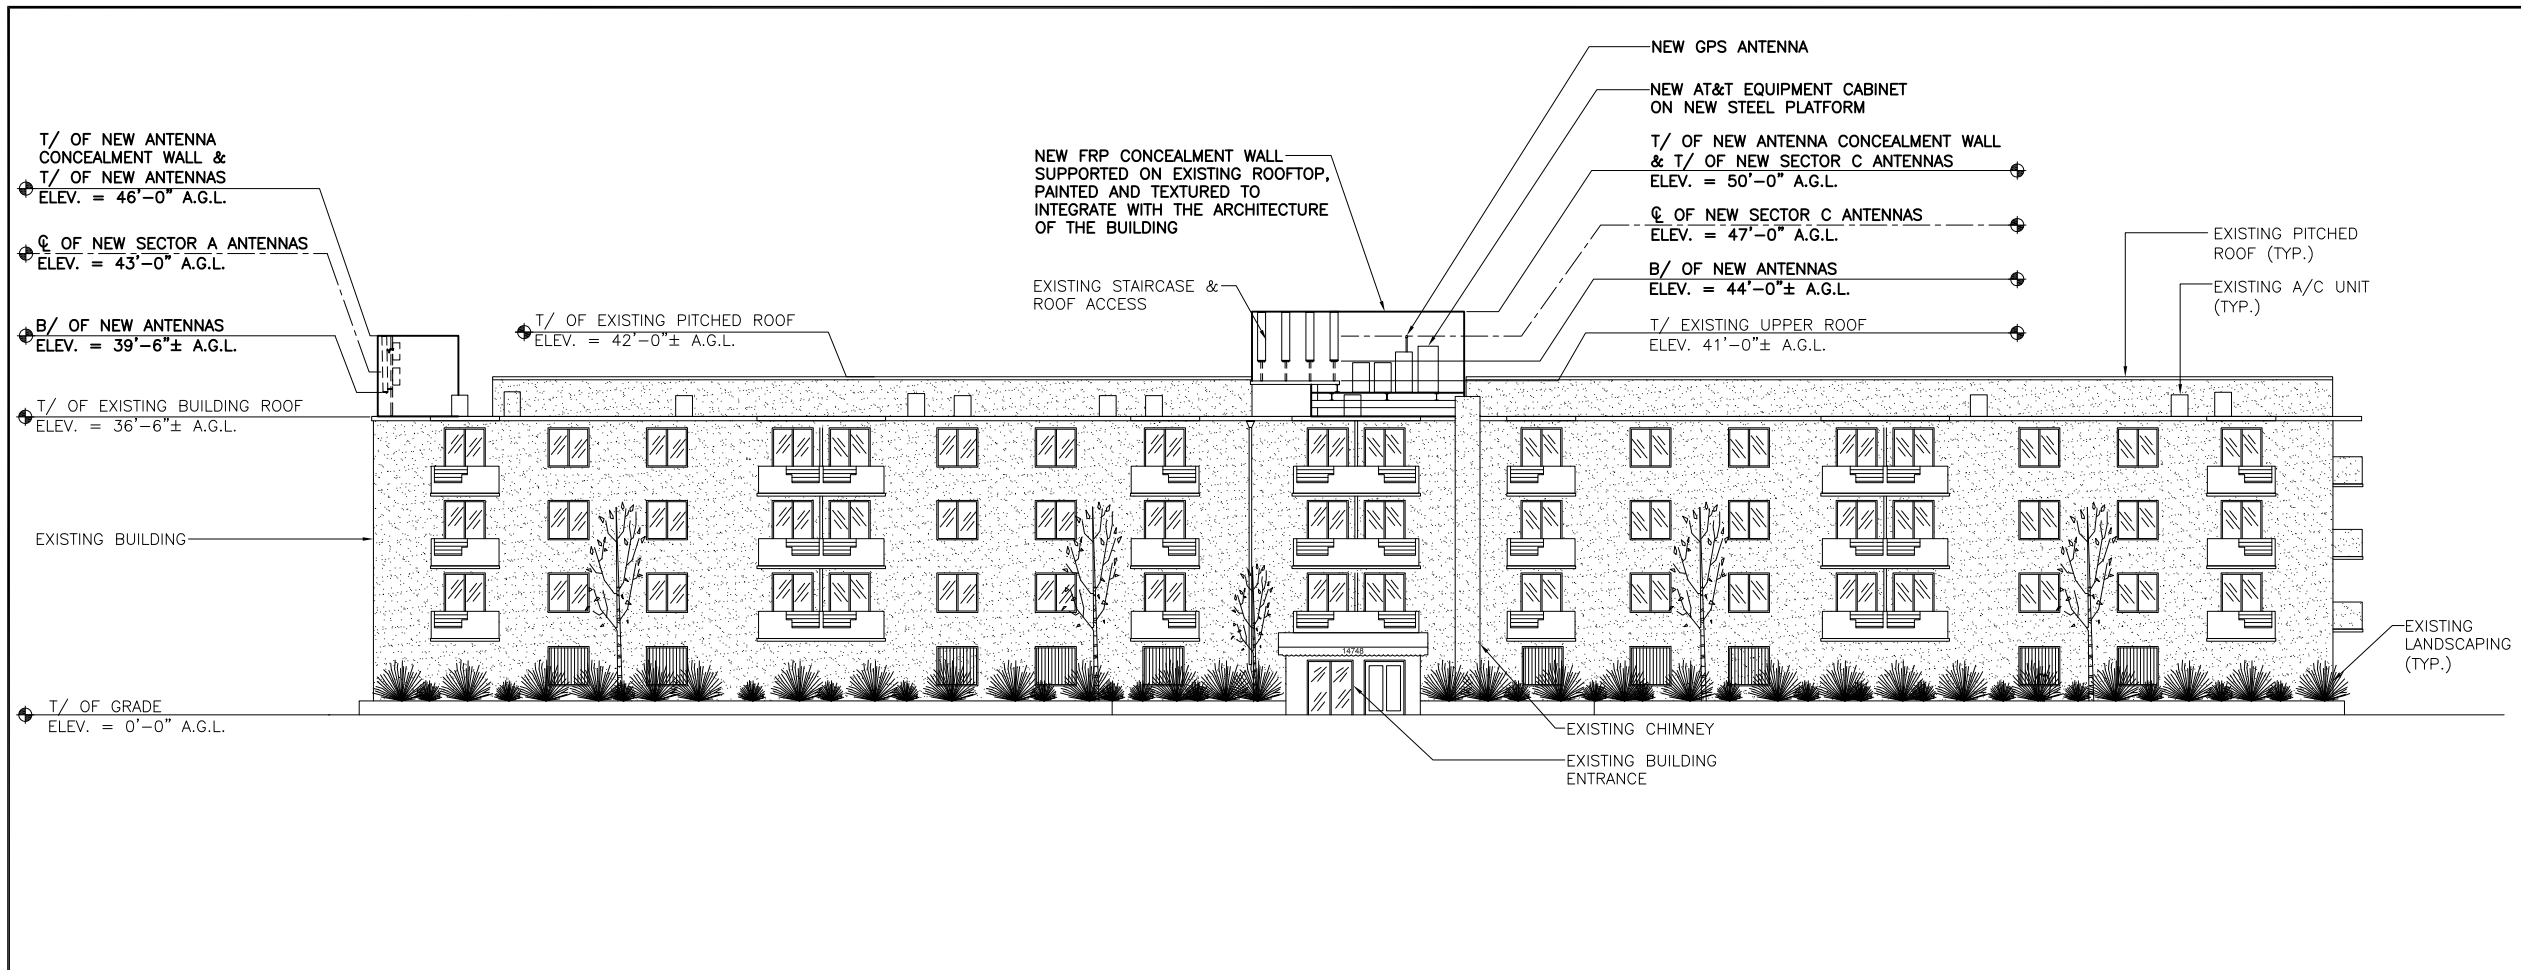 NEW GPS ANTENNA
NEW AT&T EQUIPMENT CABINET
ON NEW STEEL PLATFORM
T/ OF NEW ANTENNA
CONCEALMENT WALL &
T/ OF NEW ANTENNAS
ELEV. = 46'-0" A.G.L.
℄ OF NEW SECTOR A ANTENNAS
ELEV. = 43'-0" A.G.L.
B/ OF NEW ANTENNAS
ELEV. = 39'-6"± A.G.L.
T/ OF EXISTING BUILDING ROOF
ELEV. = 36'-6"± A.G.L.
EXISTING BUILDING
T/ OF GRADE
ELEV. = 0'-0" A.G.L.
T/ OF EXISTING PITCHED ROOF
ELEV. = 42'-0"± A.G.L.
NEW FRP CONCEALMENT WALL
SUPPORTED ON EXISTING ROOFTOP,
PAINTED AND TEXTURED TO
INTEGRATE WITH THE ARCHITECTURE
OF THE BUILDING
EXISTING STAIRCASE &
ROOF ACCESS
T/ OF NEW ANTENNA CONCEALMENT WALL
& T/ OF NEW SECTOR C ANTENNAS
ELEV. = 50'-0" A.G.L.
℄ OF NEW SECTOR C ANTENNAS
ELEV. = 47'-0" A.G.L.
B/ OF NEW ANTENNAS
ELEV. = 44'-0"± A.G.L.
T/ EXISTING UPPER ROOF
ELEV. 41'-0"± A.G.L.
EXISTING PITCHED
ROOF (TYP.)
EXISTING A/C UNIT
(TYP.)
EXISTING
LANDSCAPING
(TYP.)
14748
EXISTING CHIMNEY
EXISTING BUILDING
ENTRANCE